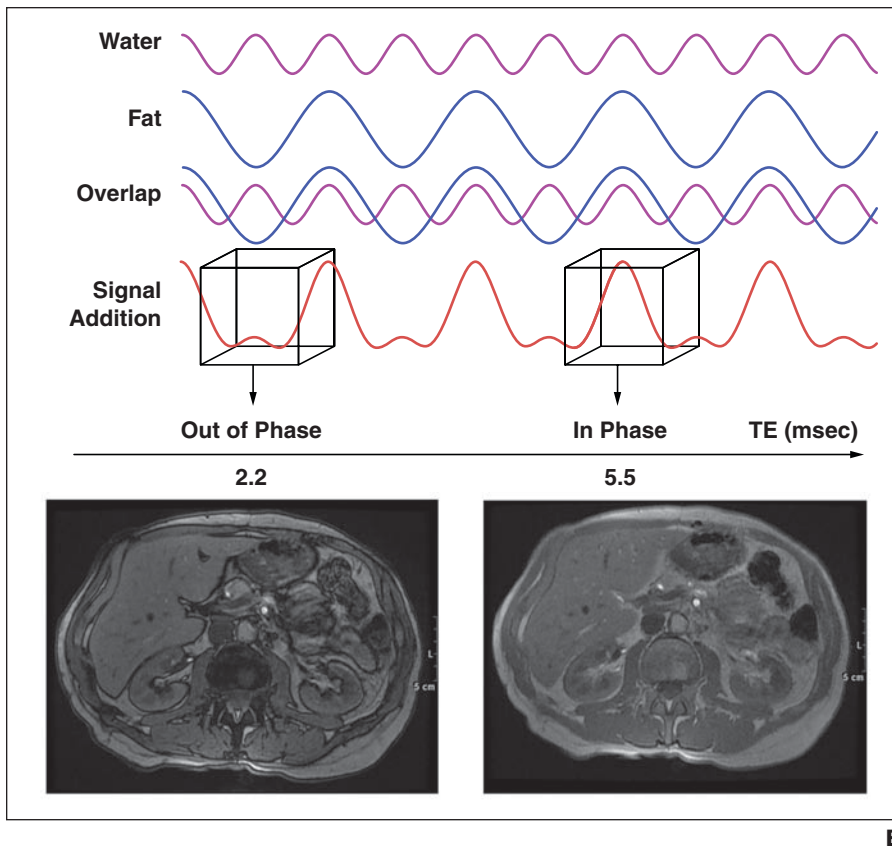 Water
Fat
Overlap
Signal
Addition
Out of Phase In Phase TE (msec)
2.2 5.5
L
5 cm
L
5 cm